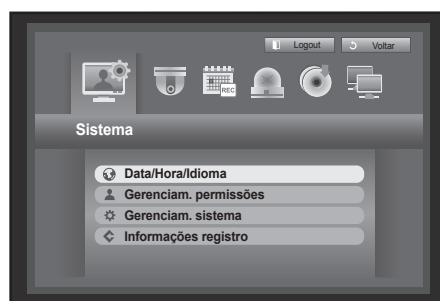 Logout Voltar
REC
Sistema
Data/Hora/Idioma
Gerenciam. permissões
Gerenciam. sistema
Informações registro